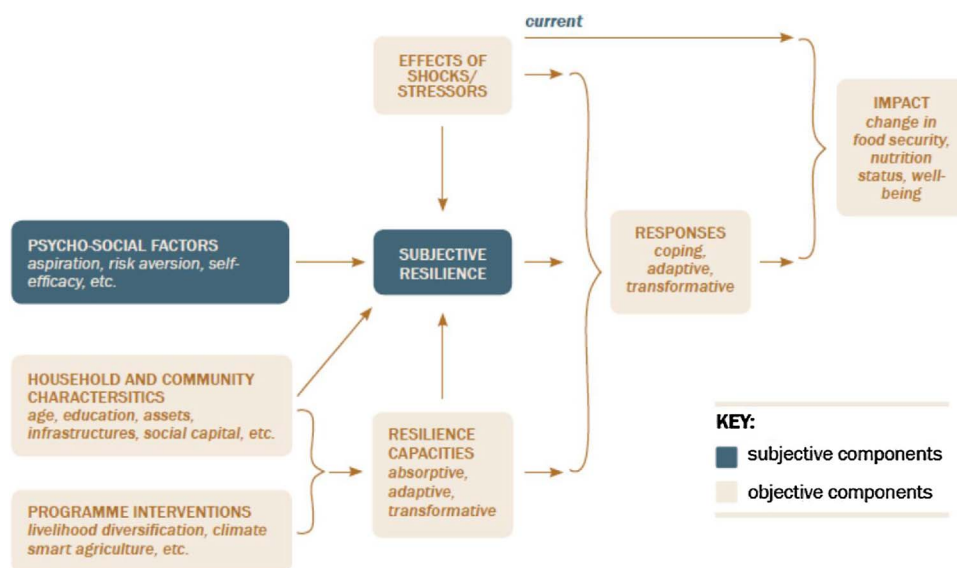 current
EFFECTS OF
SHOCKS/
STRESSORS
IMPACT
change in
food security,
nutrition
status, well-
being
PSYCHO-SOCIAL FACTORS
aspiration, risk aversion, self-
efficacy, etc.
SUBJECTIVE
RESILIENCE
RESPONSES
coping,
adaptive,
transformative
HOUSEHOLD AND COMMUNITY
CHARACTERSITICS
age, education, assets,
infrastructures, social capital, etc.
RESILIENCE
CAPACITIES
absorptive,
adaptive,
transformative
PROGRAMME INTERVENTIONS
livelihood diversification, climate
smart agriculture, etc.
KEY:
subjective components
objective components